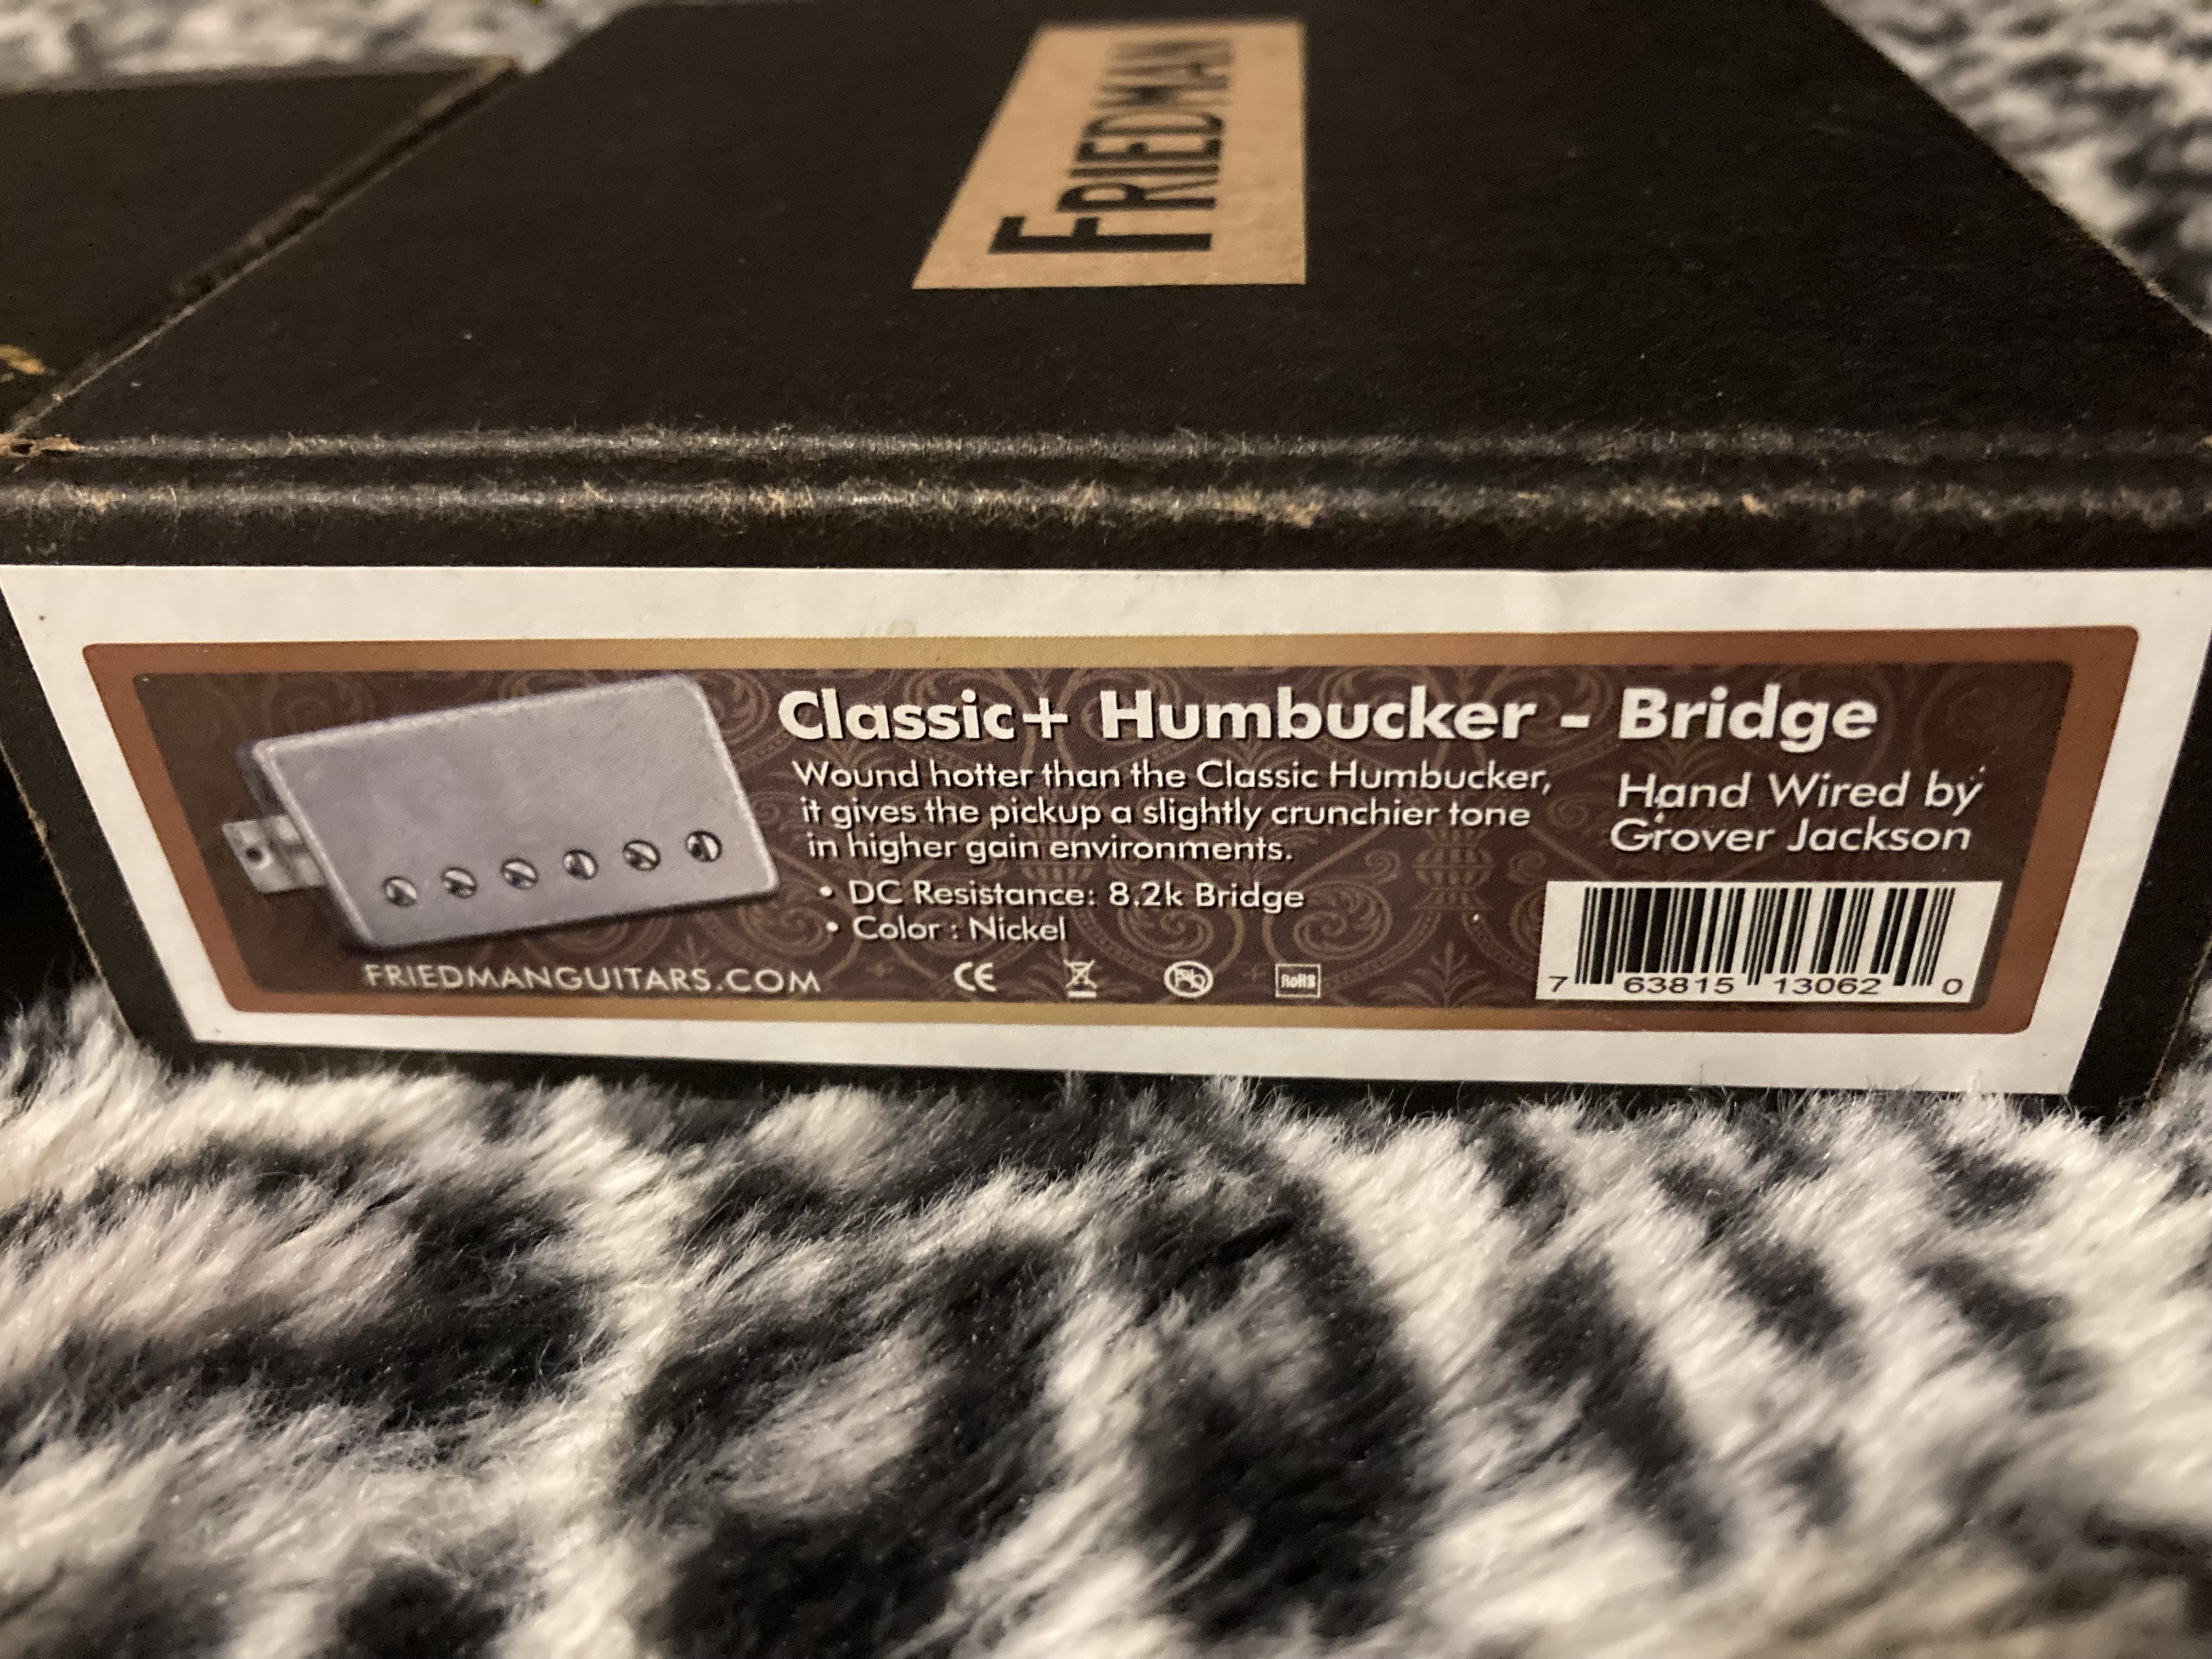 FRIEDMAN
Classic+ Humbucker - Bridge
Wound hotter than the Classic Humbucker,
it gives the pickup a slightly crunchier tone
in higher gain environments.
• DC Resistance: 8.2k Bridge
• Color : Nickel
Hand Wired by
Grover Jackson
FRIEDMANGUITARS.COM
CE
Pb
RoHS
7 63815 13062 0